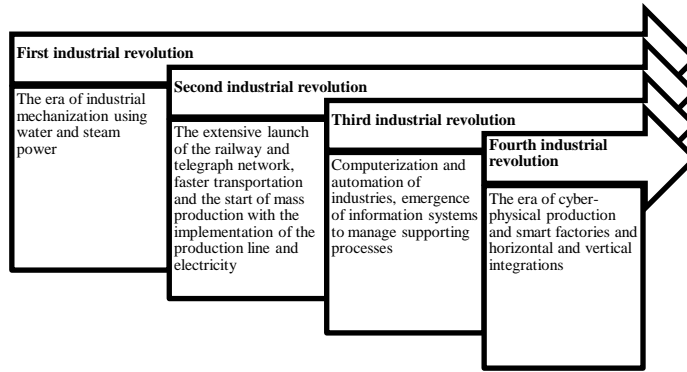 First industrial revolution
The era of industrial
mechanization using
water and steam
power
Second industrial revolution
The extensive launch
of the railway and
telegraph network,
faster transportation
and the start of mass
production with the
implementation of the
production line and
electricity
Third industrial revolution
Computerization and
automation of
industries, emergence
of information systems
to manage supporting
processes
Fourth industrial
revolution
The era of cyber-
physical production
and smart factories and
horizontal and vertical
integrations